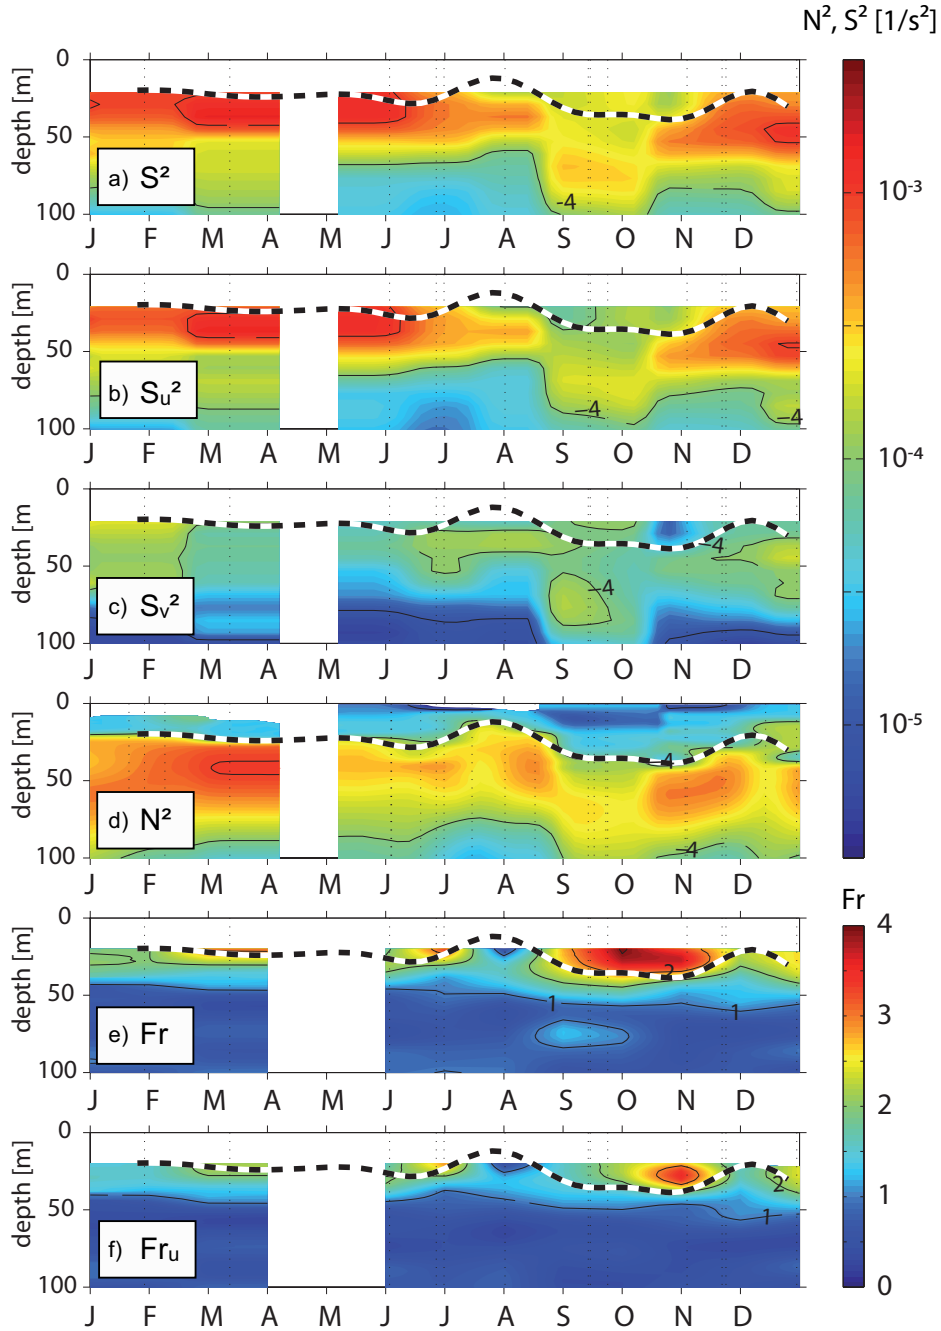 N², S² [1/s²]
0
50
100
depth [m]
a) S²
-4
J F M A M J J A S O N D
10⁻³
0
50
100
depth [m]
b) Sᵤ²
-4
-4
J F M A M J J A S O N D
10⁻⁴
0
50
100
depth [m
c) Sᵥ²
-4
-4
J F M A M J J A S O N D
0
50
100
depth [m]
d) N²
-4
-4
J F M A M J J A S O N D
10⁻⁵
Fr
0
50
100
depth [m]
e) Fr
2
1
1
J F M A M J J A S O N D
4
3
2
1
0
0
50
100
depth [m]
f) Frᵤ
2
1
J F M A M J J A S O N D